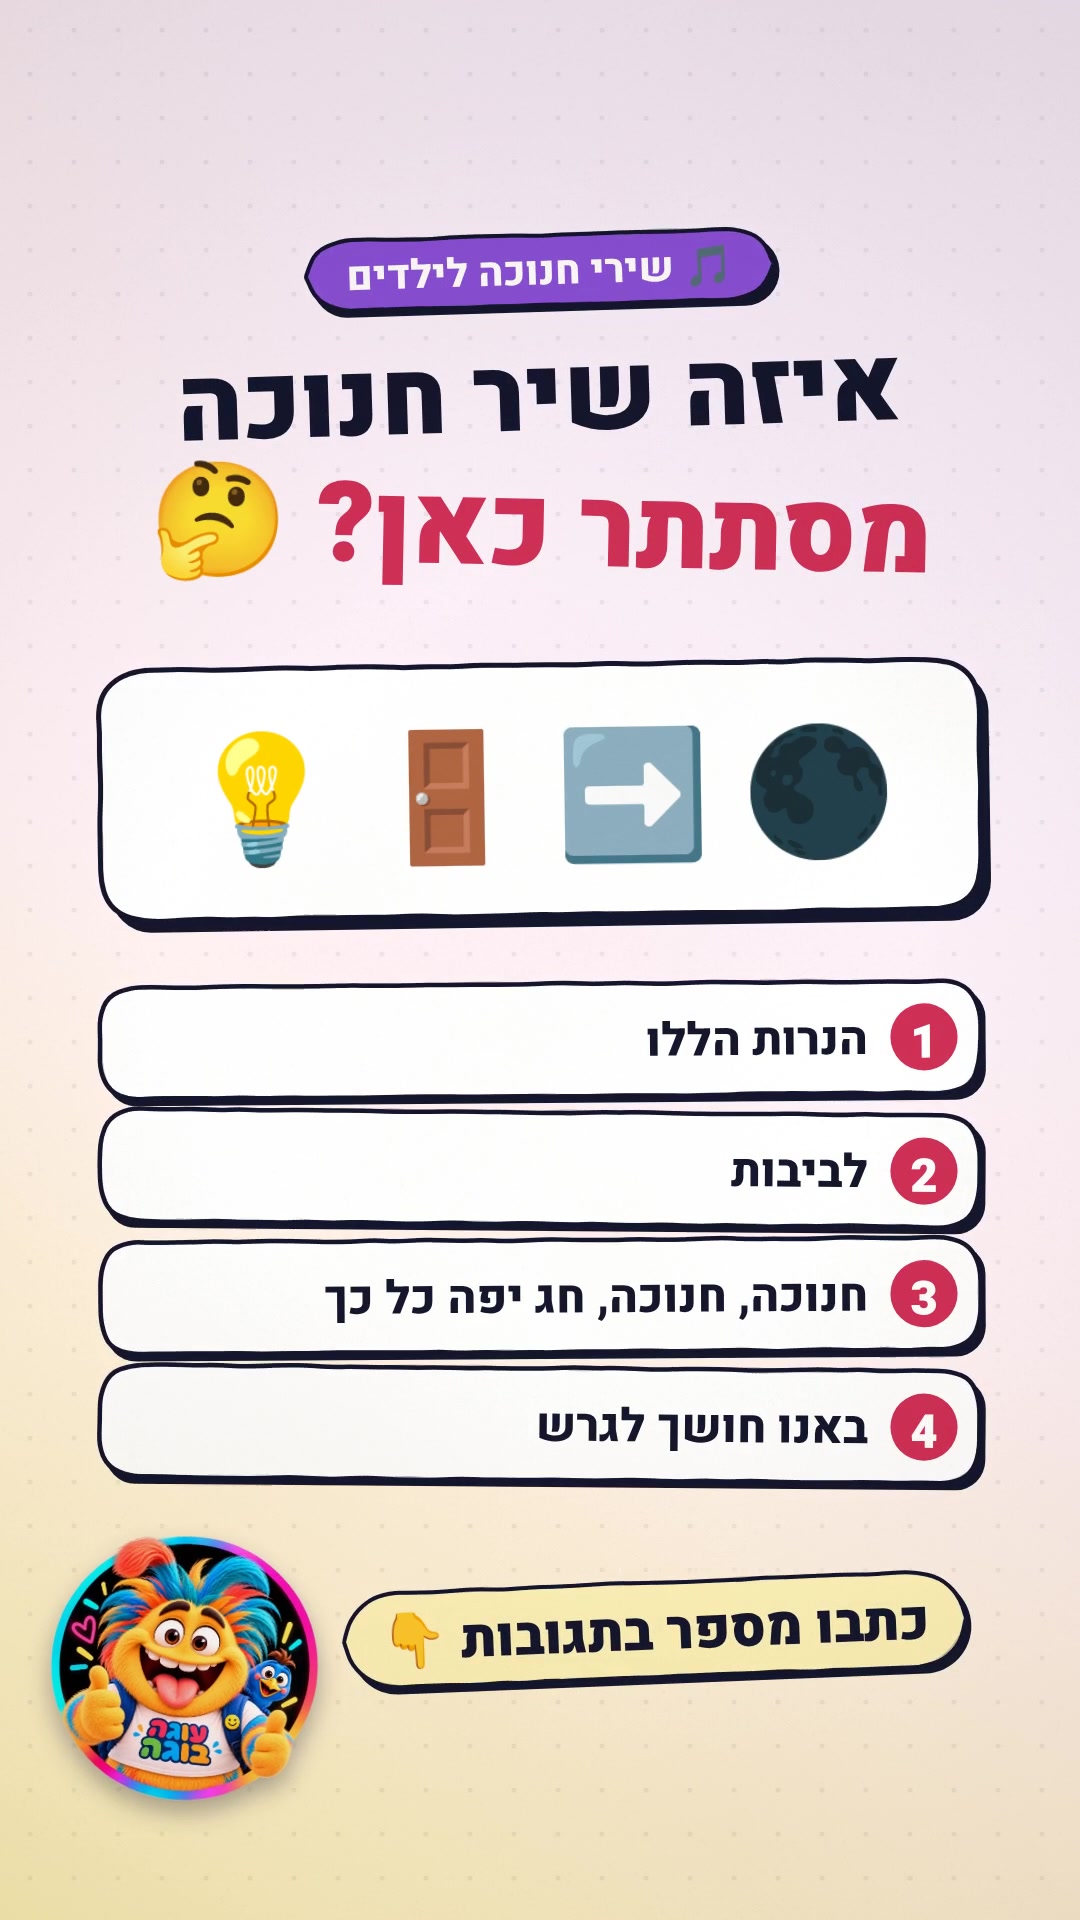 שירי חנוכה לילדים
איזה שיר חנוכה
מסתתר כאן?
1 הנרות הללו
2 לביבות
3 חנוכה, חנוכה, חג יפה כל כך
4 באנו חושך לגרש
כתבו מספר בתגובות
עוגה
בוגה